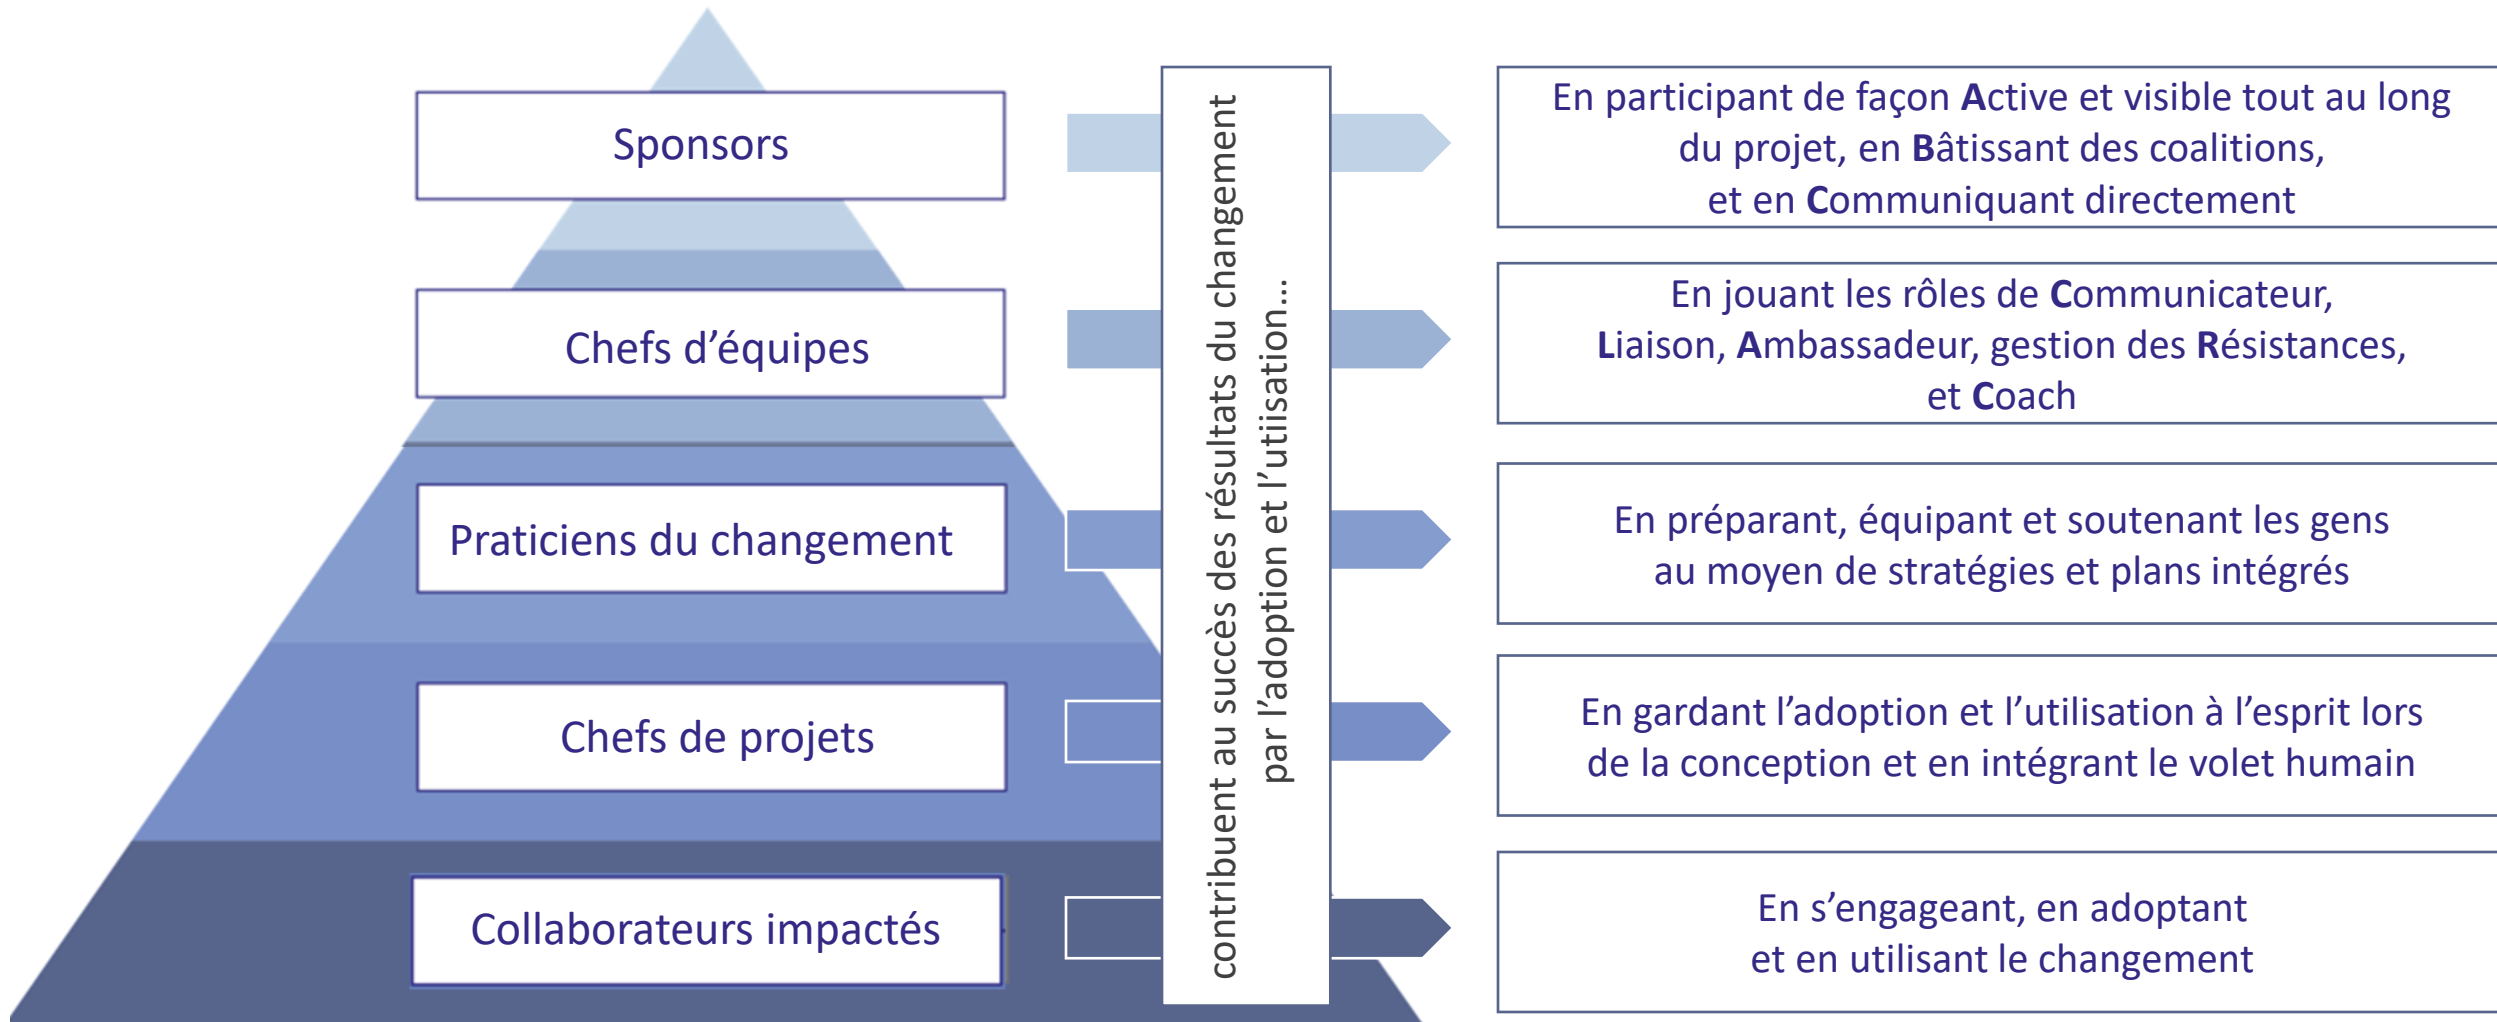 Sponsors
Chefs d’équipes
Praticiens du changement
Chefs de projets
Collaborateurs impactés
contribuent au succès des résultats du changement
par l’adoption et l’utiisation...
En participant de façon Active et visible tout au long
du projet, en Bâtissant des coalitions,
et en Communiquant directement
En jouant les rôles de Communicateur,
Liaison, Ambassadeur, gestion des Résistances,
et Coach
En préparant, équipant et soutenant les gens
au moyen de stratégies et plans intégrés
En gardant l’adoption et l’utilisation à l’esprit lors
de la conception et en intégrant le volet humain
En s’engageant, en adoptant
et en utilisant le changement